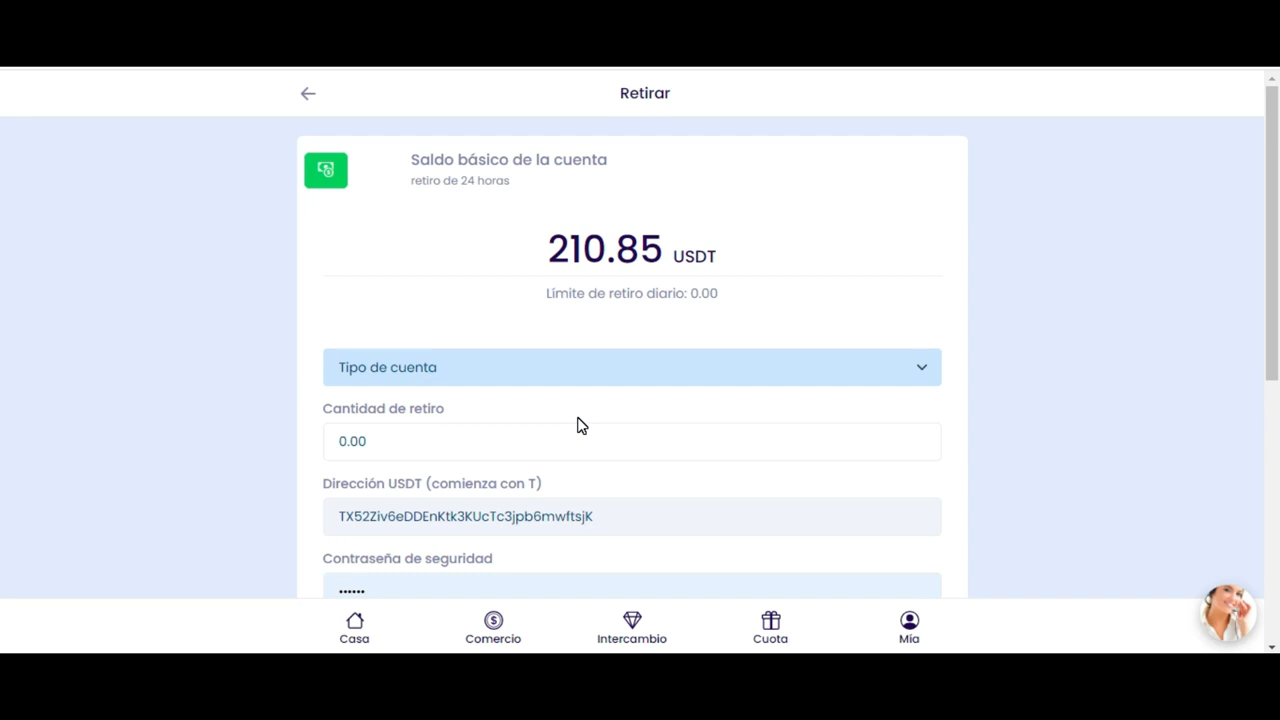 Retirar
Saldo básico de la cuenta
retiro de 24 horas
210.85 USDT
Límite de retiro diario: 0.00
Tipo de cuenta
Cantidad de retiro
0.00
Dirección USDT (comienza con T)
TX52Ziv6eDDEnKtk3KUcTc3jpb6mwftsjK
Contraseña de seguridad
••••••
Casa
Comercio
Intercambio
Cuota
Mía